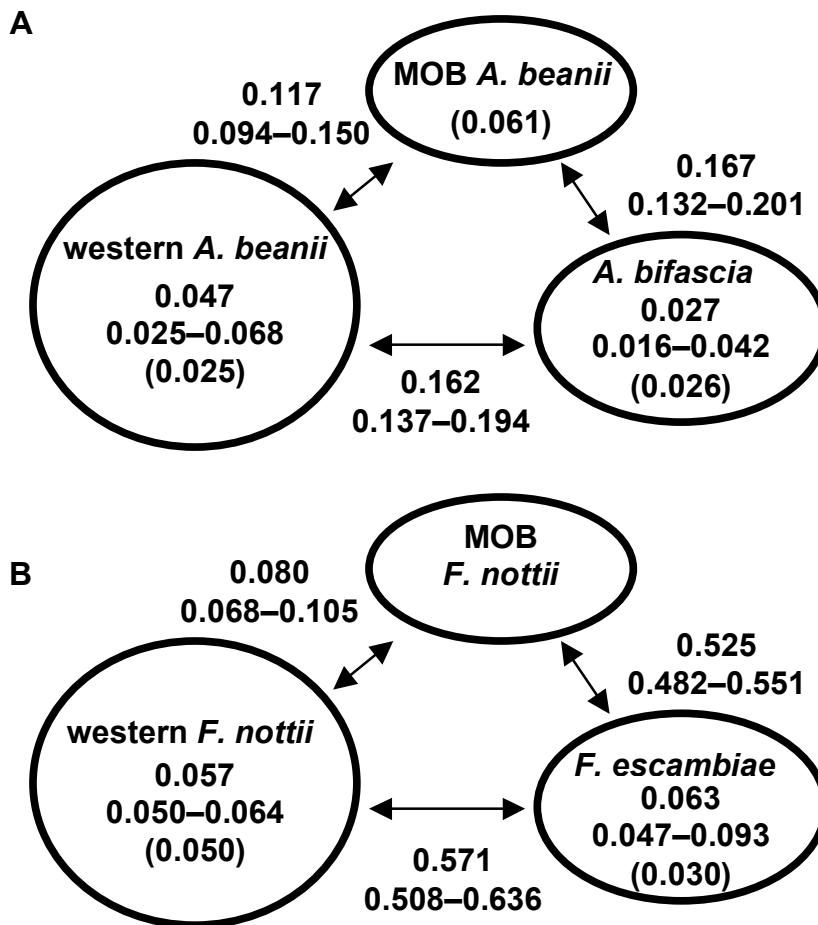 A
MOB A. beanii
(0.061)
0.117
0.094–0.150
0.167
0.132–0.201
western A. beanii
0.047
0.025–0.068
(0.025)
A. bifascia
0.027
0.016–0.042
(0.026)
0.162
0.137–0.194
B
MOB
F. nottii
0.080
0.068–0.105
0.525
0.482–0.551
western F. nottii
0.057
0.050–0.064
(0.050)
F. escambiae
0.063
0.047–0.093
(0.030)
0.571
0.508–0.636